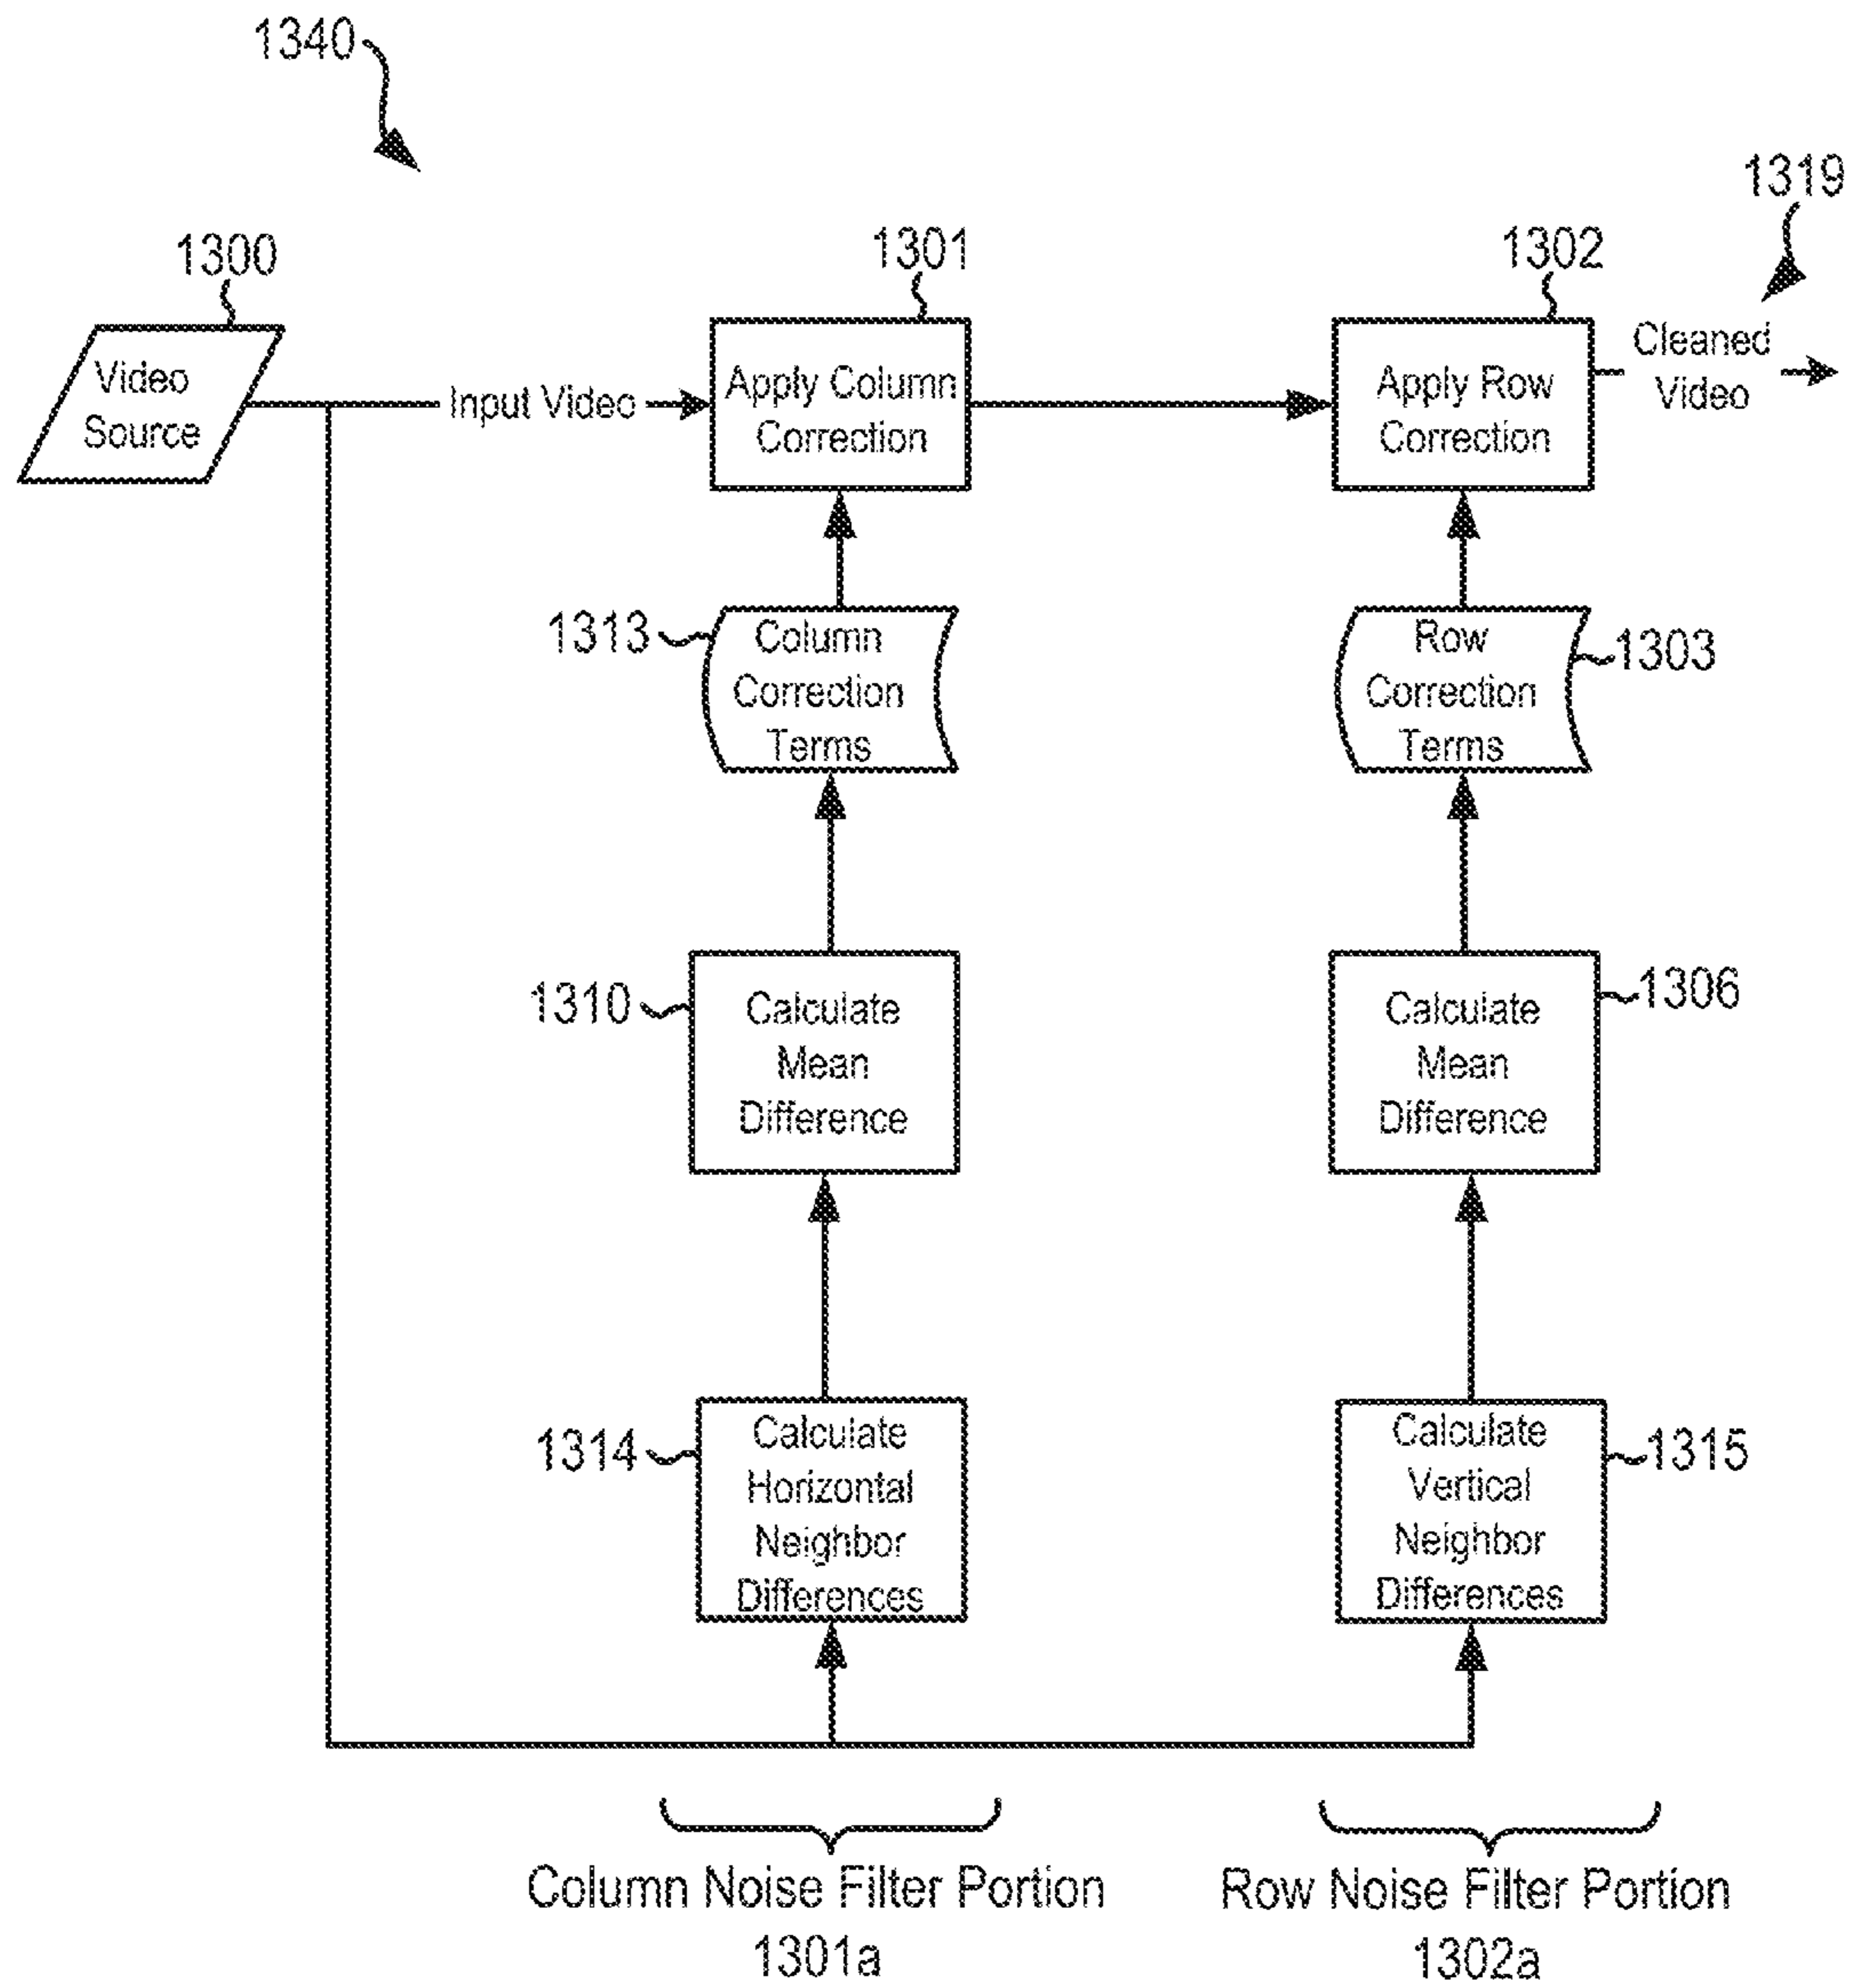 1340
1319
1300
1301
1302
Video
Source
Input Video
Apply Column
Correction
Apply Row
Correction
Cleaned
Video
1313
Column
Correction
Terms
Row
Correction
Terms
1303
1310
Calculate
Mean
Difference
Calculate
Mean
Difference
1306
1314
Calculate
Horizontal
Neighbor
Differences
Calculate
Vertical
Neighbor
Differences
1315
Column Noise Filter Portion
1301a
Row Noise Filter Portion
1302a